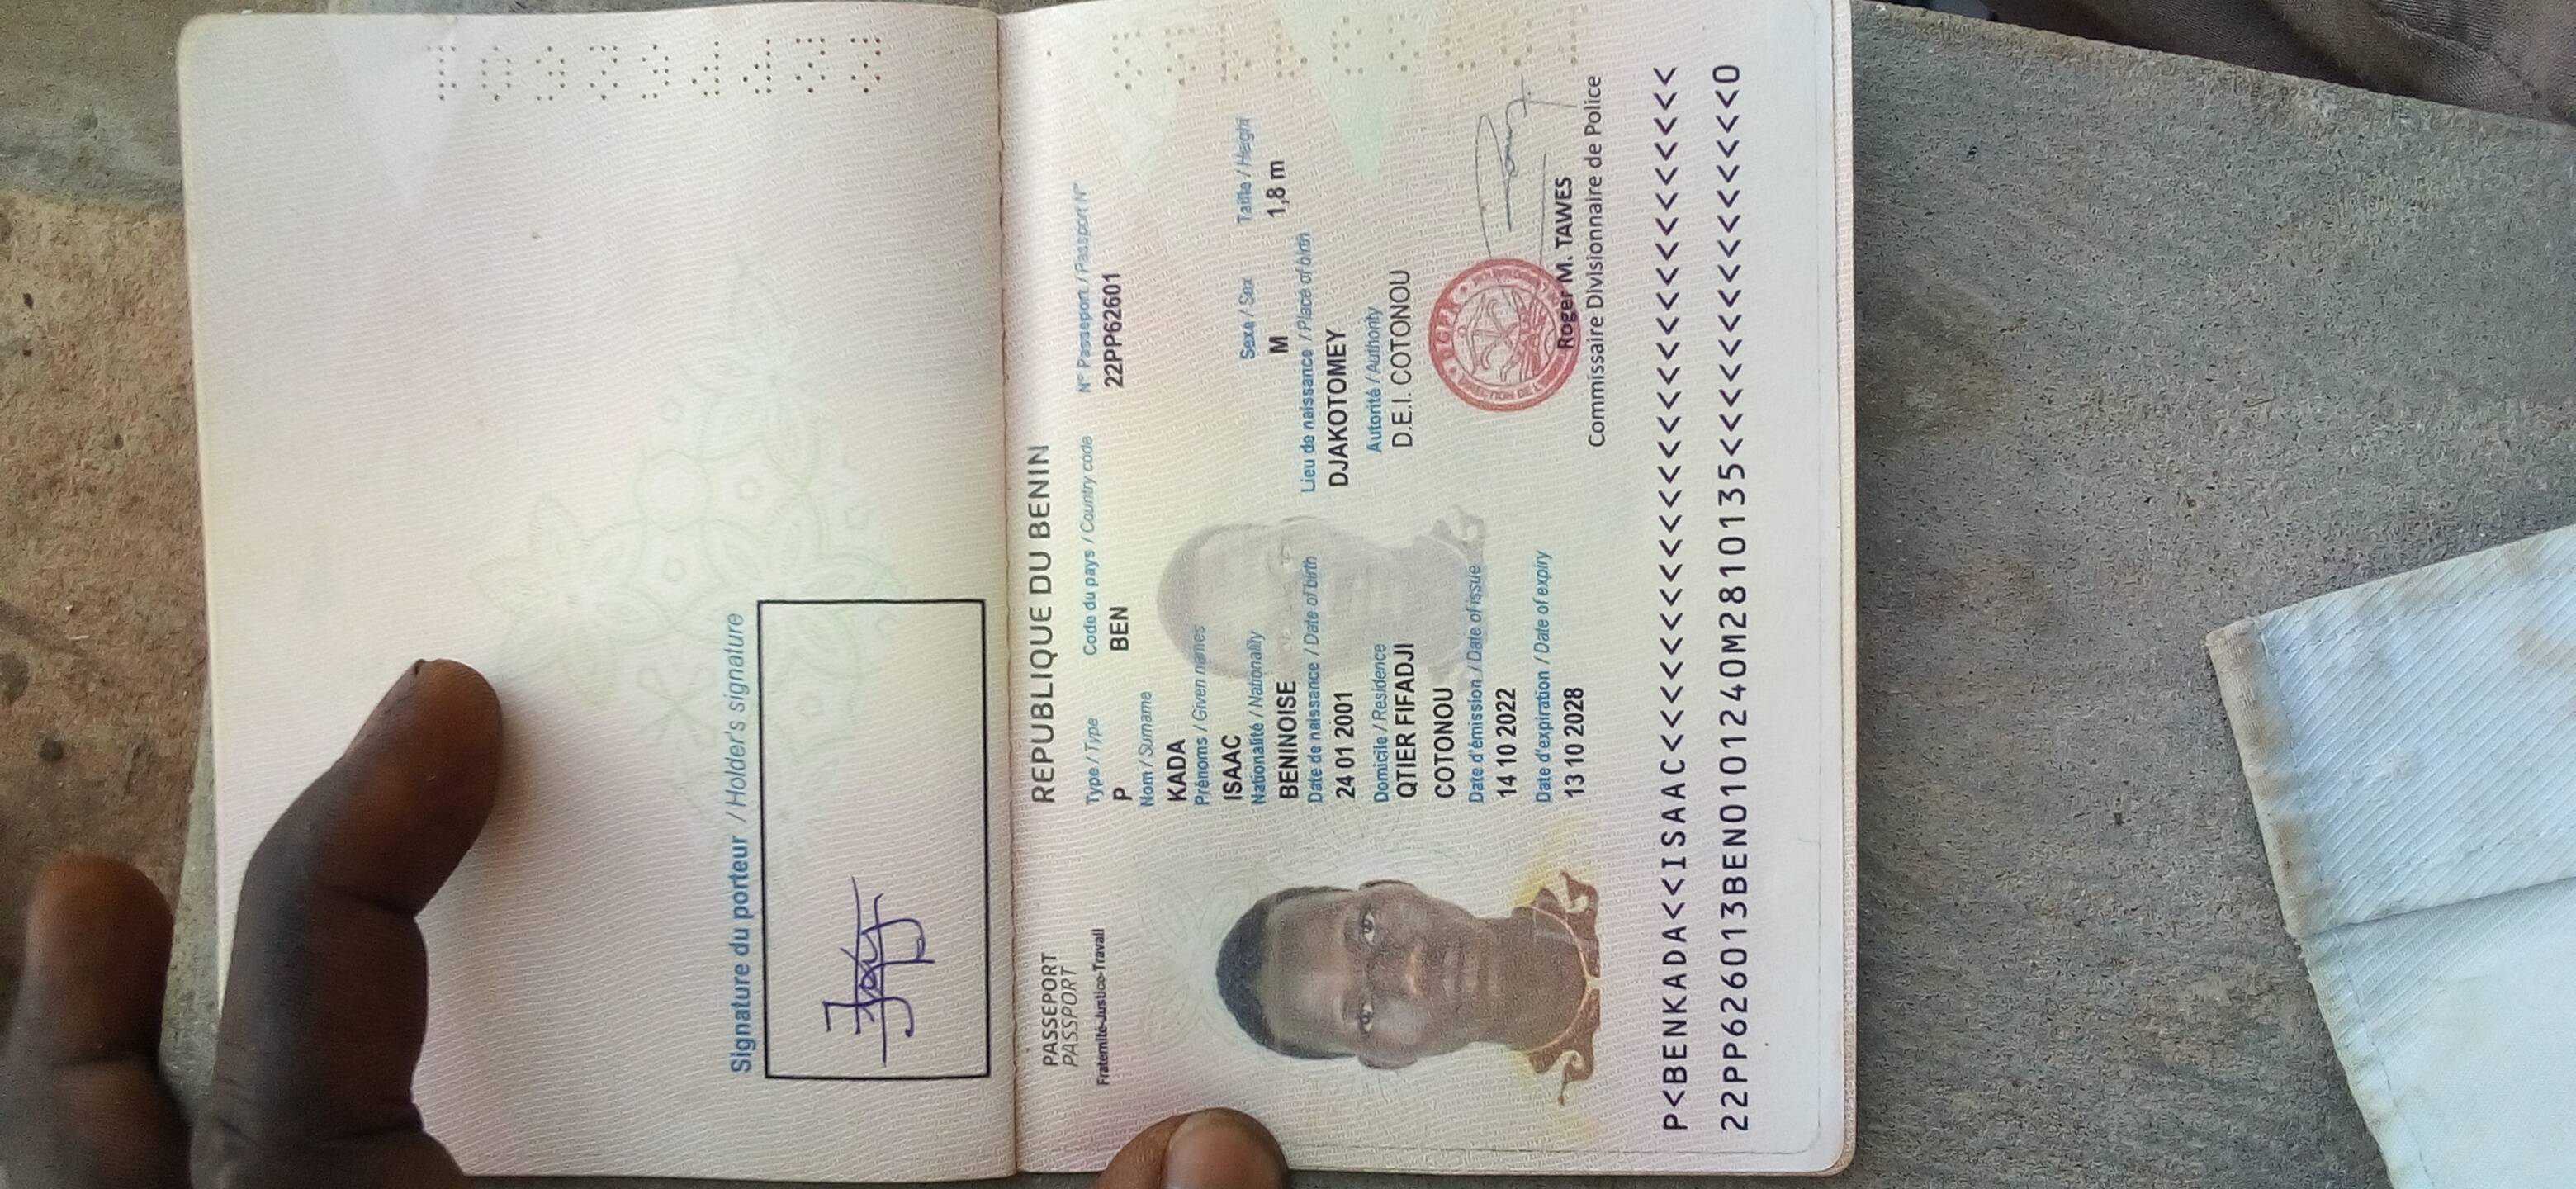 Signature du porteur / Holder's signature
REPUBLIQUE DU BENIN
PASSEPORT
PASSPORT
Fraternité-Justice-Travail
Type / Type
Code du pays / Country code
N° Passeport / Passport N°
P
BEN
22PP62601
Nom / Surname
KADA
Prénoms / Given names
ISAAC
Nationalité / Nationality
Sexe / Sex
Taille / Height
BENINOISE
M
1,8 m
Date de naissance / Date of birth
Lieu de naissance / Place of birth
24 01 2001
DJAKOTOMEY
Domicile / Residence
Autorité / Authority
QTIER FIFADJI
D.E.I. COTONOU
COTONOU
Date d'émission / Date of issue
14 10 2022
Date d'expiration / Date of expiry
13 10 2028
Roger M. TAWES
Commissaire Divisionnaire de Police
P<BENKADA<<ISAAC<<<<<<<<<<<<<<<<<<<<<<<<<<<<
22PP626013BEN0101240M2810135<<<<<<<<<<<<<<<0